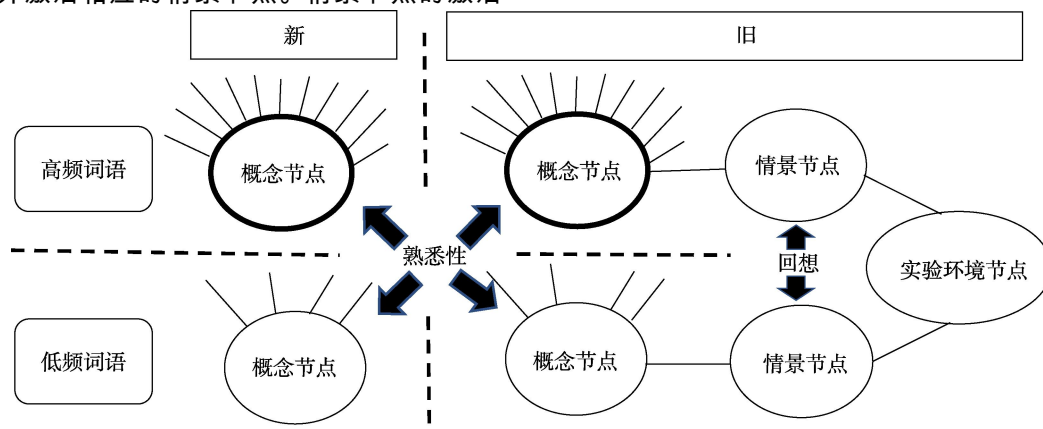 新 旧
高频词语 概念节点 概念节点 情景节点
熟悉性 回想 实验环境节点
低频词语 概念节点 概念节点 情景节点